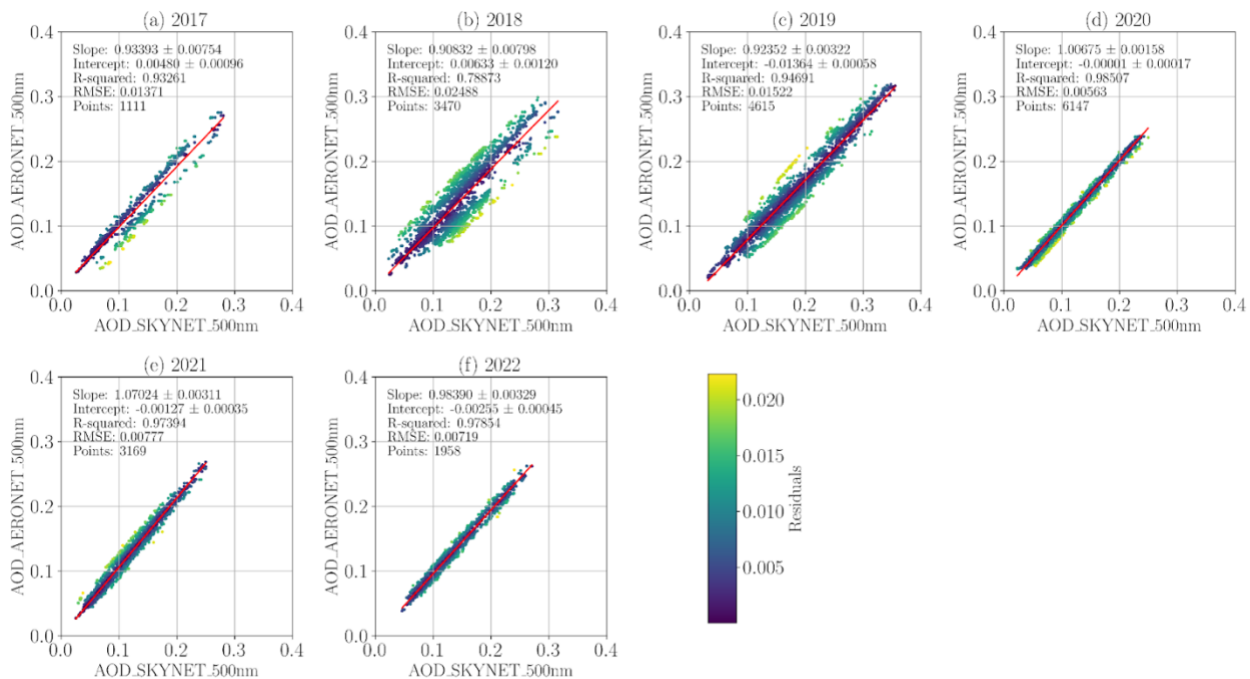 (a) 2017
Slope: 0.93393 ± 0.00754
Intercept: 0.00480 ± 0.00096
R-squared: 0.93261
RMSE: 0.01371
Points: 1111
0.4
0.3
0.2
0.1
0.0
AOD_AERONET_500nm
0.0 0.1 0.2 0.3 0.4
AOD_SKYNET_500nm
(b) 2018
Slope: 0.90832 ± 0.00798
Intercept: 0.00633 ± 0.00120
R-squared: 0.78873
RMSE: 0.02488
Points: 3470
0.4
0.3
0.2
0.1
0.0
AOD_AERONET_500nm
0.0 0.1 0.2 0.3 0.4
AOD_SKYNET_500nm
(c) 2019
Slope: 0.92352 ± 0.00322
Intercept: -0.01364 ± 0.00058
R-squared: 0.94691
RMSE: 0.01522
Points: 4615
0.4
0.3
0.2
0.1
0.0
AOD_AERONET_500nm
0.0 0.1 0.2 0.3 0.4
AOD_SKYNET_500nm
(d) 2020
Slope: 1.00675 ± 0.00158
Intercept: -0.00001 ± 0.00017
R-squared: 0.98507
RMSE: 0.00563
Points: 6147
0.4
0.3
0.2
0.1
0.0
AOD_AERONET_500nm
0.0 0.1 0.2 0.3 0.4
AOD_SKYNET_500nm
(e) 2021
Slope: 1.07024 ± 0.00311
Intercept: -0.00127 ± 0.00035
R-squared: 0.97394
RMSE: 0.00777
Points: 3169
0.4
0.3
0.2
0.1
0.0
AOD_AERONET_500nm
0.0 0.1 0.2 0.3 0.4
AOD_SKYNET_500nm
(f) 2022
Slope: 0.98390 ± 0.00329
Intercept: -0.00255 ± 0.00045
R-squared: 0.97854
RMSE: 0.00719
Points: 1958
0.4
0.3
0.2
0.1
0.0
AOD_AERONET_500nm
0.0 0.1 0.2 0.3 0.4
AOD_SKYNET_500nm
0.020
0.015
0.010
0.005
Residuals